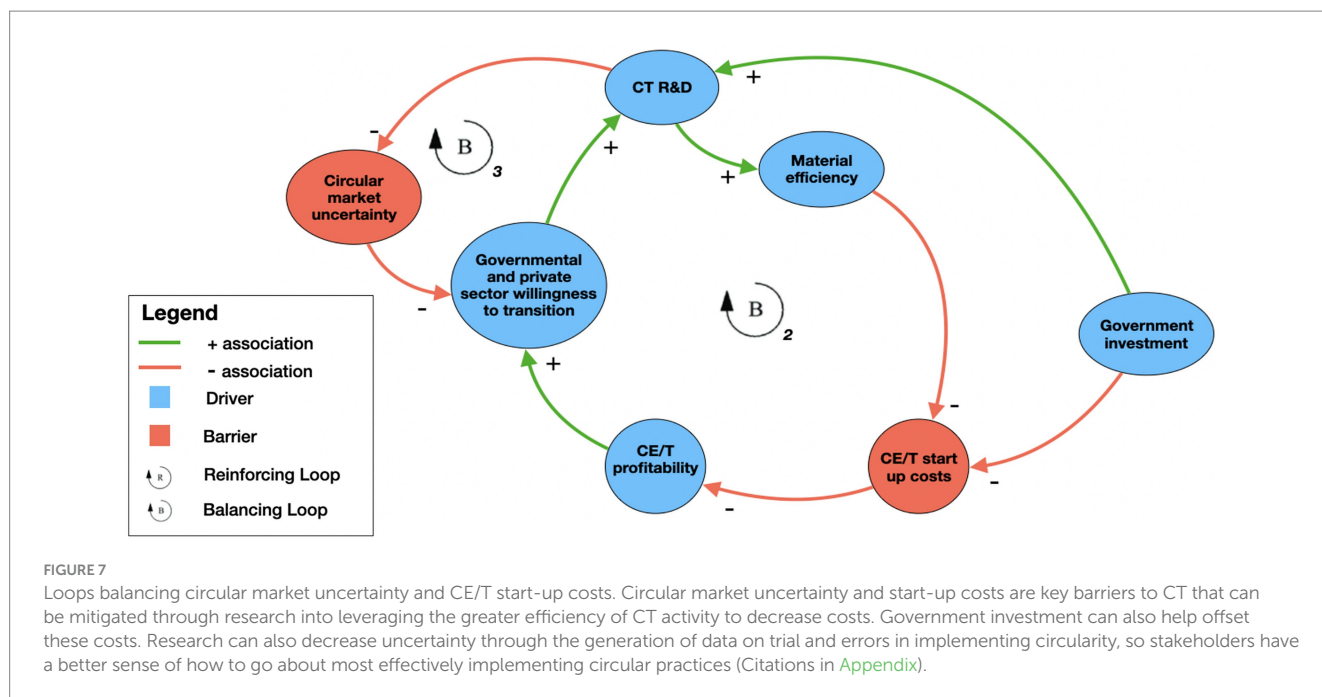 CT R&D
+
-
B
3
+
+
Material
efficiency
Circular
market
uncertainty
Governmental
and private
sector willingness
to transition
-
B
2
Government
investment
Legend
+ association
- association
Driver
Barrier
R
Reinforcing Loop
B
Balancing Loop
+
-
CE/T
profitability
CE/T start
up costs
-
-
FIGURE 7
Loops balancing circular market uncertainty and CE/T start-up costs. Circular market uncertainty and start-up costs are key barriers to CT that can
be mitigated through research into leveraging the greater efficiency of CT activity to decrease costs. Government investment can also help offset
these costs. Research can also decrease uncertainty through the generation of data on trial and errors in implementing circularity, so stakeholders have
a better sense of how to go about most effectively implementing circular practices (Citations in Appendix).